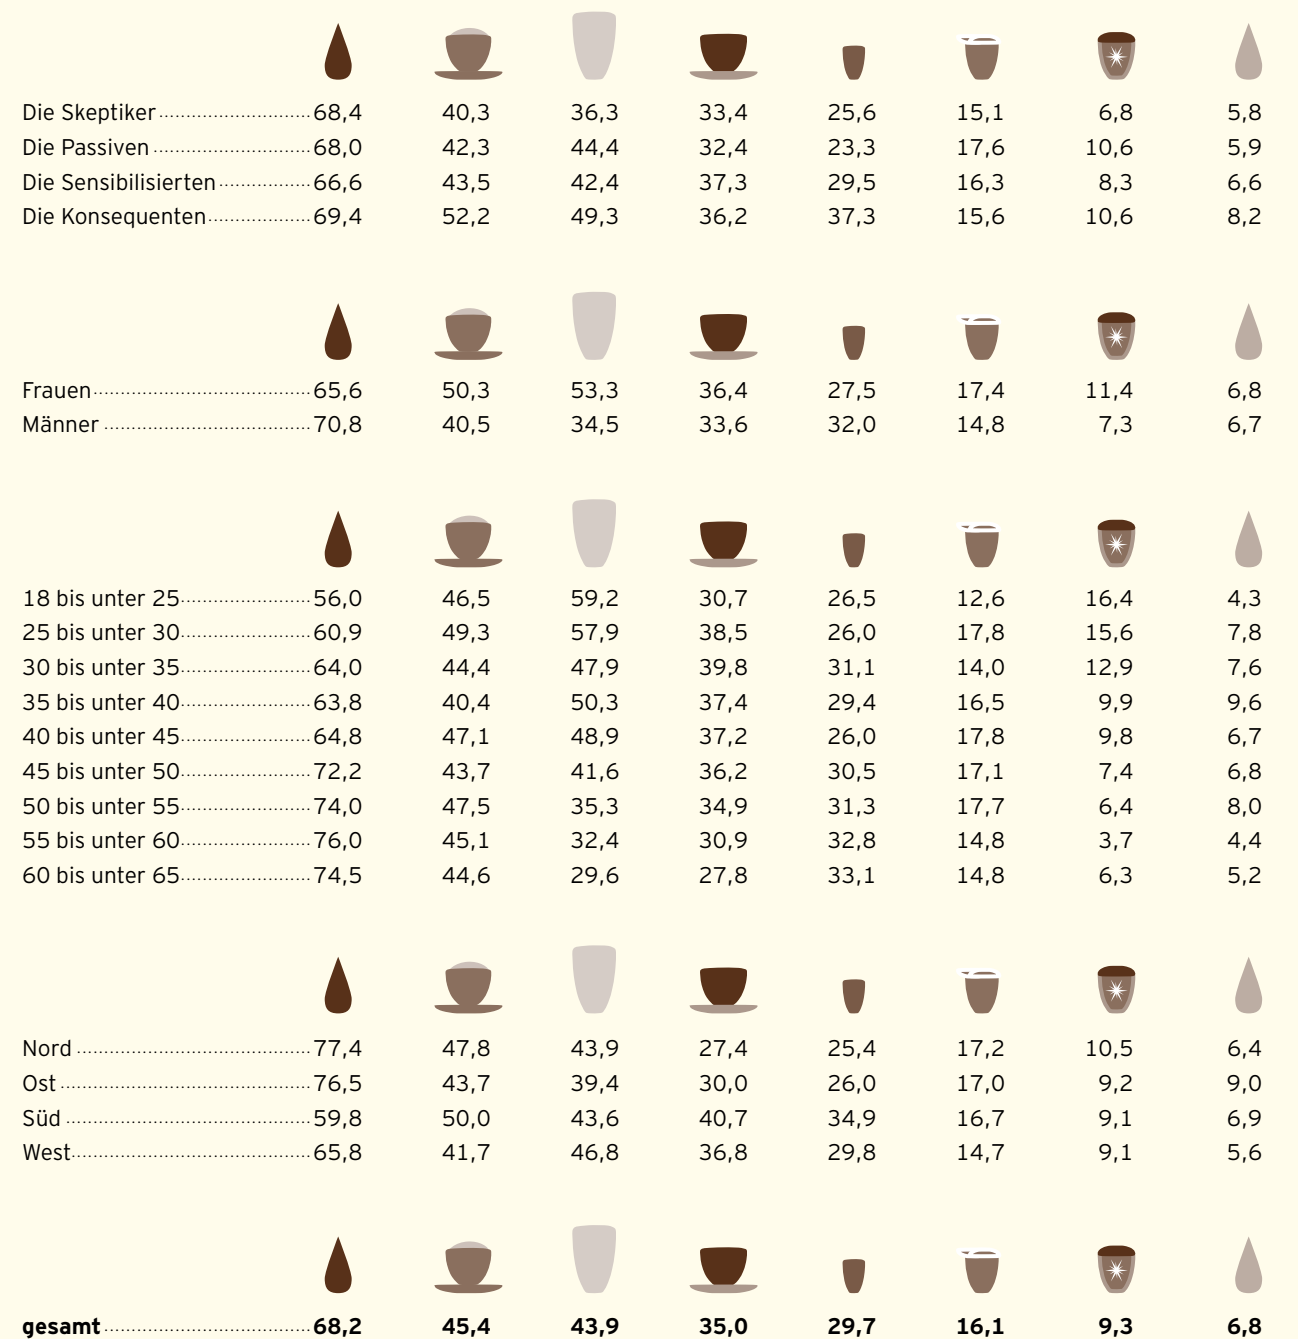 Die Skeptiker 68,4 40,3 36,3 33,4 25,6 15,1 6,8 5,8
Die Passiven 68,0 42,3 44,4 32,4 23,3 17,6 10,6 5,9
Die Sensibilisierten 66,6 43,5 42,4 37,3 29,5 16,3 8,3 6,6
Die Konsequenten 69,4 52,2 49,3 36,2 37,3 15,6 10,6 8,2
Frauen 65,6 50,3 53,3 36,4 27,5 17,4 11,4 6,8
Männer 70,8 40,5 34,5 33,6 32,0 14,8 7,3 6,7
18 bis unter 25 56,0 46,5 59,2 30,7 26,5 12,6 16,4 4,3
25 bis unter 30 60,9 49,3 57,9 38,5 26,0 17,8 15,6 7,8
30 bis unter 35 64,0 44,4 47,9 39,8 31,1 14,0 12,9 7,6
35 bis unter 40 63,8 40,4 50,3 37,4 29,4 16,5 9,9 9,6
40 bis unter 45 64,8 47,1 48,9 37,2 26,0 17,8 9,8 6,7
45 bis unter 50 72,2 43,7 41,6 36,2 30,5 17,1 7,4 6,8
50 bis unter 55 74,0 47,5 35,3 34,9 31,3 17,7 6,4 8,0
55 bis unter 60 76,0 45,1 32,4 30,9 32,8 14,8 3,7 4,4
60 bis unter 65 74,5 44,6 29,6 27,8 33,1 14,8 6,3 5,2
Nord 77,4 47,8 43,9 27,4 25,4 17,2 10,5 6,4
Ost 76,5 43,7 39,4 30,0 26,0 17,0 9,2 9,0
Süd 59,8 50,0 43,6 40,7 34,9 16,7 9,1 6,9
West 65,8 41,7 46,8 36,8 29,8 14,7 9,1 5,6
gesamt 68,2 45,4 43,9 35,0 29,7 16,1 9,3 6,8